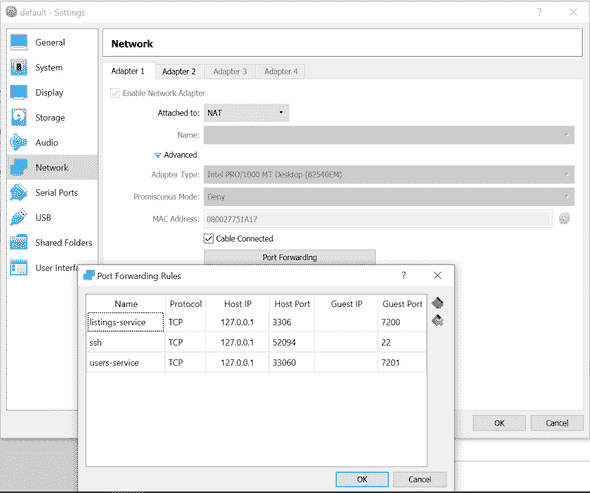 default - Settings
?
×
General
System
Display
Storage
Audio
Network
Serial Ports
USB
Shared Folders
User Interfa
Network
Adapter 1 Adapter 2 Adapter 3 Adapter 4
Enable Network Adapter
Attached to: NAT
Name:
Advanced
Adapter Type: Intel PRO/1000 MT Desktop (82540EM)
Promiscuous Mode: Deny
MAC Address: 080027751A17
Cable Connected
Port Forwarding
OK Cancel
Port Forwarding Rules
?
×
Name Protocol Host IP Host Port Guest IP Guest Port
listings-service TCP 127.0.0.1 3306 7200
ssh TCP 127.0.0.1 52094 22
users-service TCP 127.0.0.1 33060 7201
OK Cancel